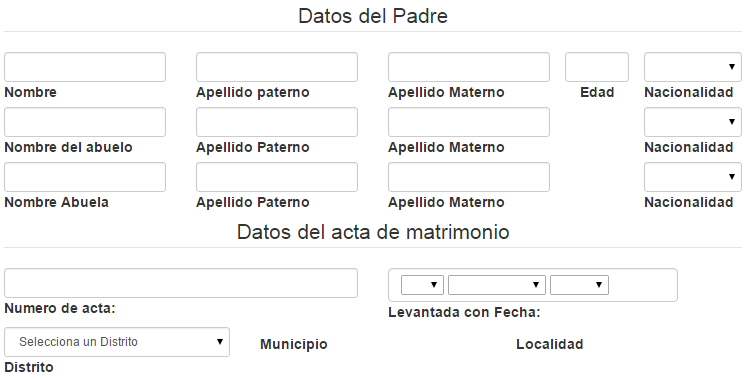 Datos del Padre
Nombre Apellido paterno Apellido Materno Edad Nacionalidad
Nombre del abuelo Apellido Paterno Apellido Materno Nacionalidad
Nombre Abuela Apellido Paterno Apellido Materno Nacionalidad
Datos del acta de matrimonio
Numero de acta: Levantada con Fecha:
Selecciona un Distrito Municipio Localidad
Distrito